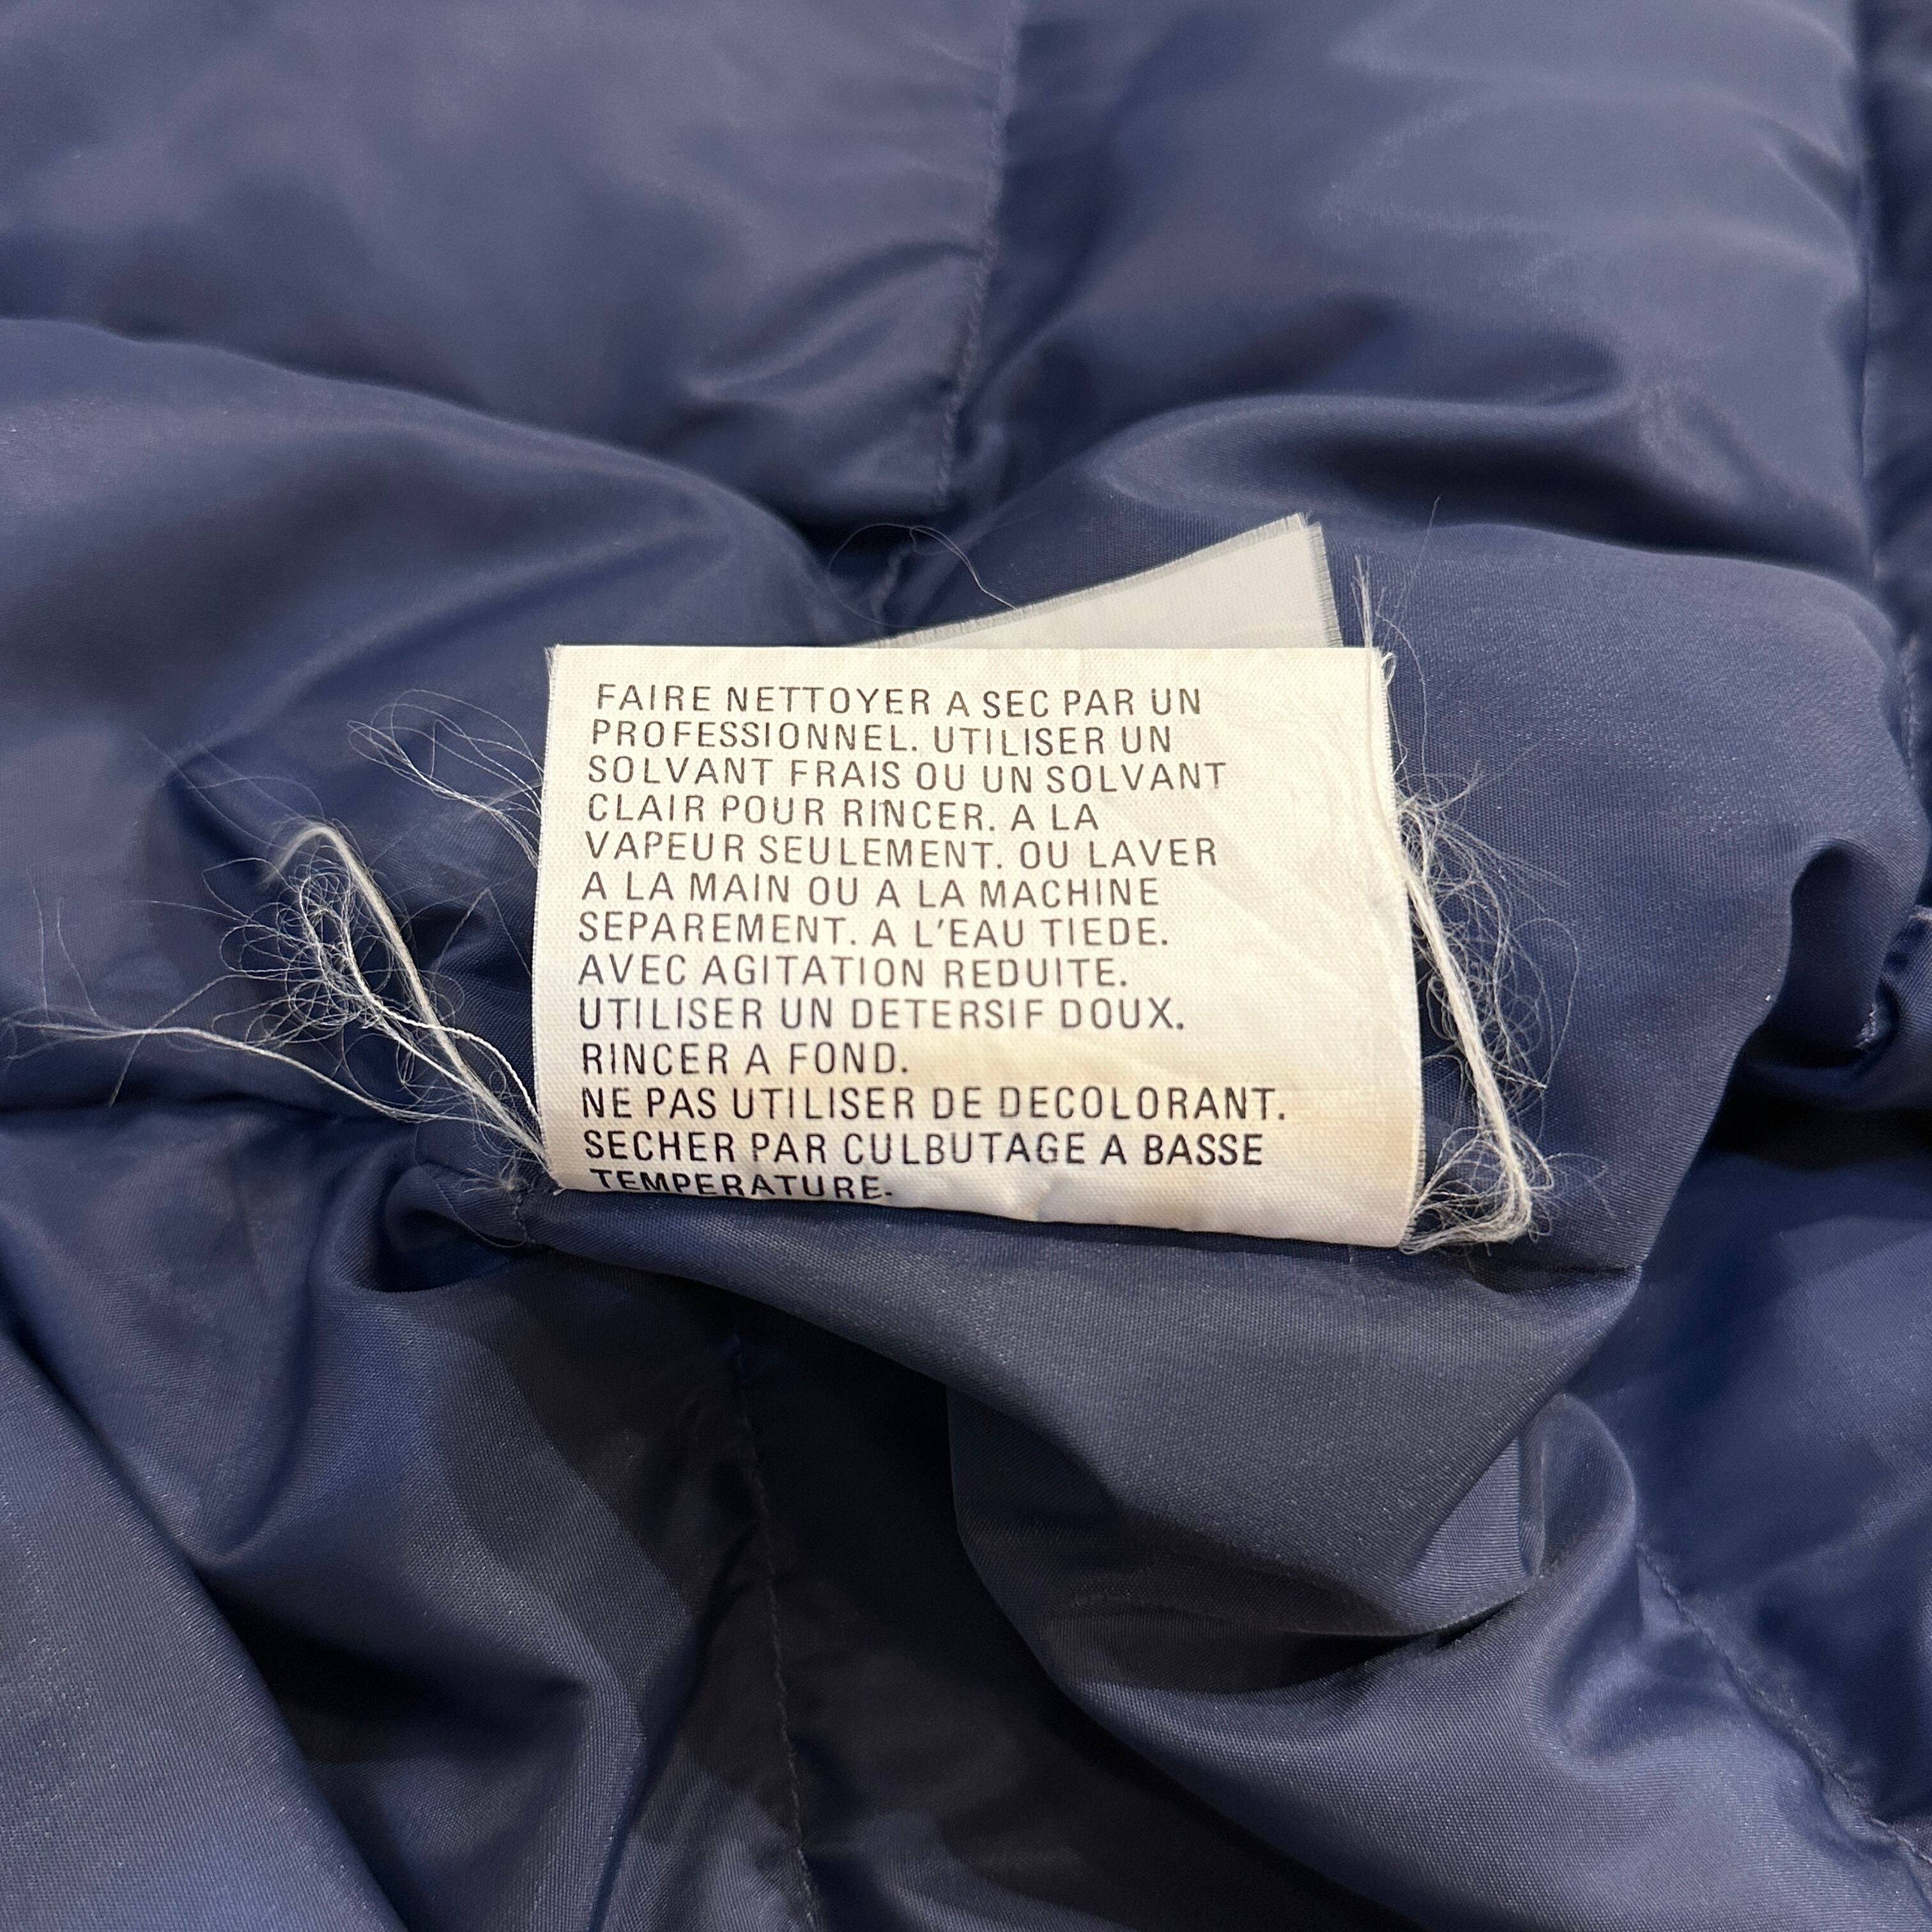 FAIRE NETTOYER A SEC PAR UN
PROFESSIONNEL. UTILISER UN
SOLVANT FRAIS OU UN SOLVANT
CLAIR POUR RINCER. A LA
VAPEUR SEULEMENT. OU LAVER
A LA MAIN OU A LA MACHINE
SEPAREMENT. A L'EAU TIEDE.
AVEC AGITATION REDUITE.
UTILISER UN DETERSIF DOUX.
RINCER A FOND.
NE PAS UTILISER DE DECOLORANT.
SECHER PAR CULBUTAGE A BASSE
TEMPERATURE.